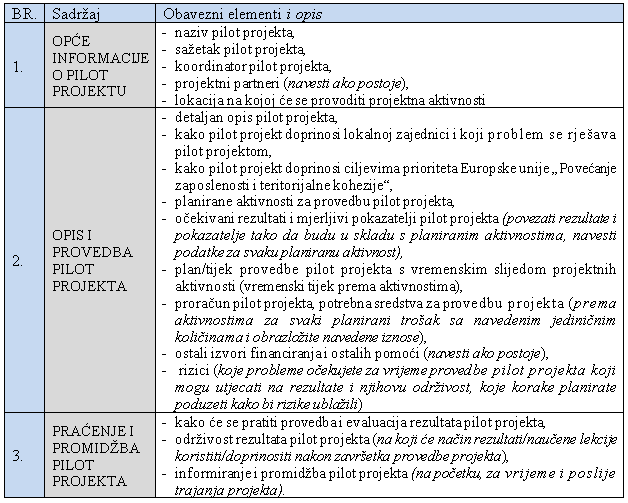 BR. Sadržaj Obavezni elementi i opis
1.
OPĆE
INFORMACIJE
O PILOT
PROJEKTU
- naziv pilot projekta,
- sažetak pilot projekta,
- koordinator pilot projekta,
- projektni partneri (navesti ako postoje),
- lokacija na kojoj će se provoditi projektna aktivnosti
2.
OPIS I
PROVEDBA
PILOT
PROJEKTA
- detaljan opis pilot projekta,
- kako pilot projekt doprinosi lokalnoj zajednici i koji problem se rješava
pilot projektom,
- kako pilot projekt doprinosi ciljevima prioriteta Europske unije „Povećanje
zaposlenosti i teritorijalne kohezije“,
- planirane aktivnosti za provedbu pilot projekta,
- očekivani rezultati i mjerljivi pokazatelji pilot projekta (povezati rezultate i
pokazatelje tako da budu u skladu s planiranim aktivnostima, navesti
podatke za svaku planiranu aktivnost),
- plan/tijek provedbe pilot projekta s vremenskim slijedom projektnih
aktivnosti (vremenski tijek prema aktivnostima),
- proračun pilot projekta, potrebna sredstva za provedbu projekta (prema
aktivnostima za svaki planirani trošak sa navedenim jediničnim
količinama i obrazložite navedene iznose),
- ostali izvori financiranja i ostalih pomoći (navesti ako postoje),
- rizici (koje probleme očekujete za vrijeme provedbe pilot projekta koji
mogu utjecati na rezultate i njihovu održivost, koje korake planirate
poduzeti kako bi rizike ublažili)
3.
PRAĆENJE I
PROMIDŽBA
PILOT
PROJEKTA
- kako će se pratiti provedba i evaluacija rezultata pilot projekta,
- održivost rezultata pilot projekta (na koji će način rezultati/naučene lekcije
koristiti/doprinositi nakon završetka provedbe projekta),
- informiranje i promidžba pilot projekta (na početku, za vrijeme i poslije
trajanja projekta).